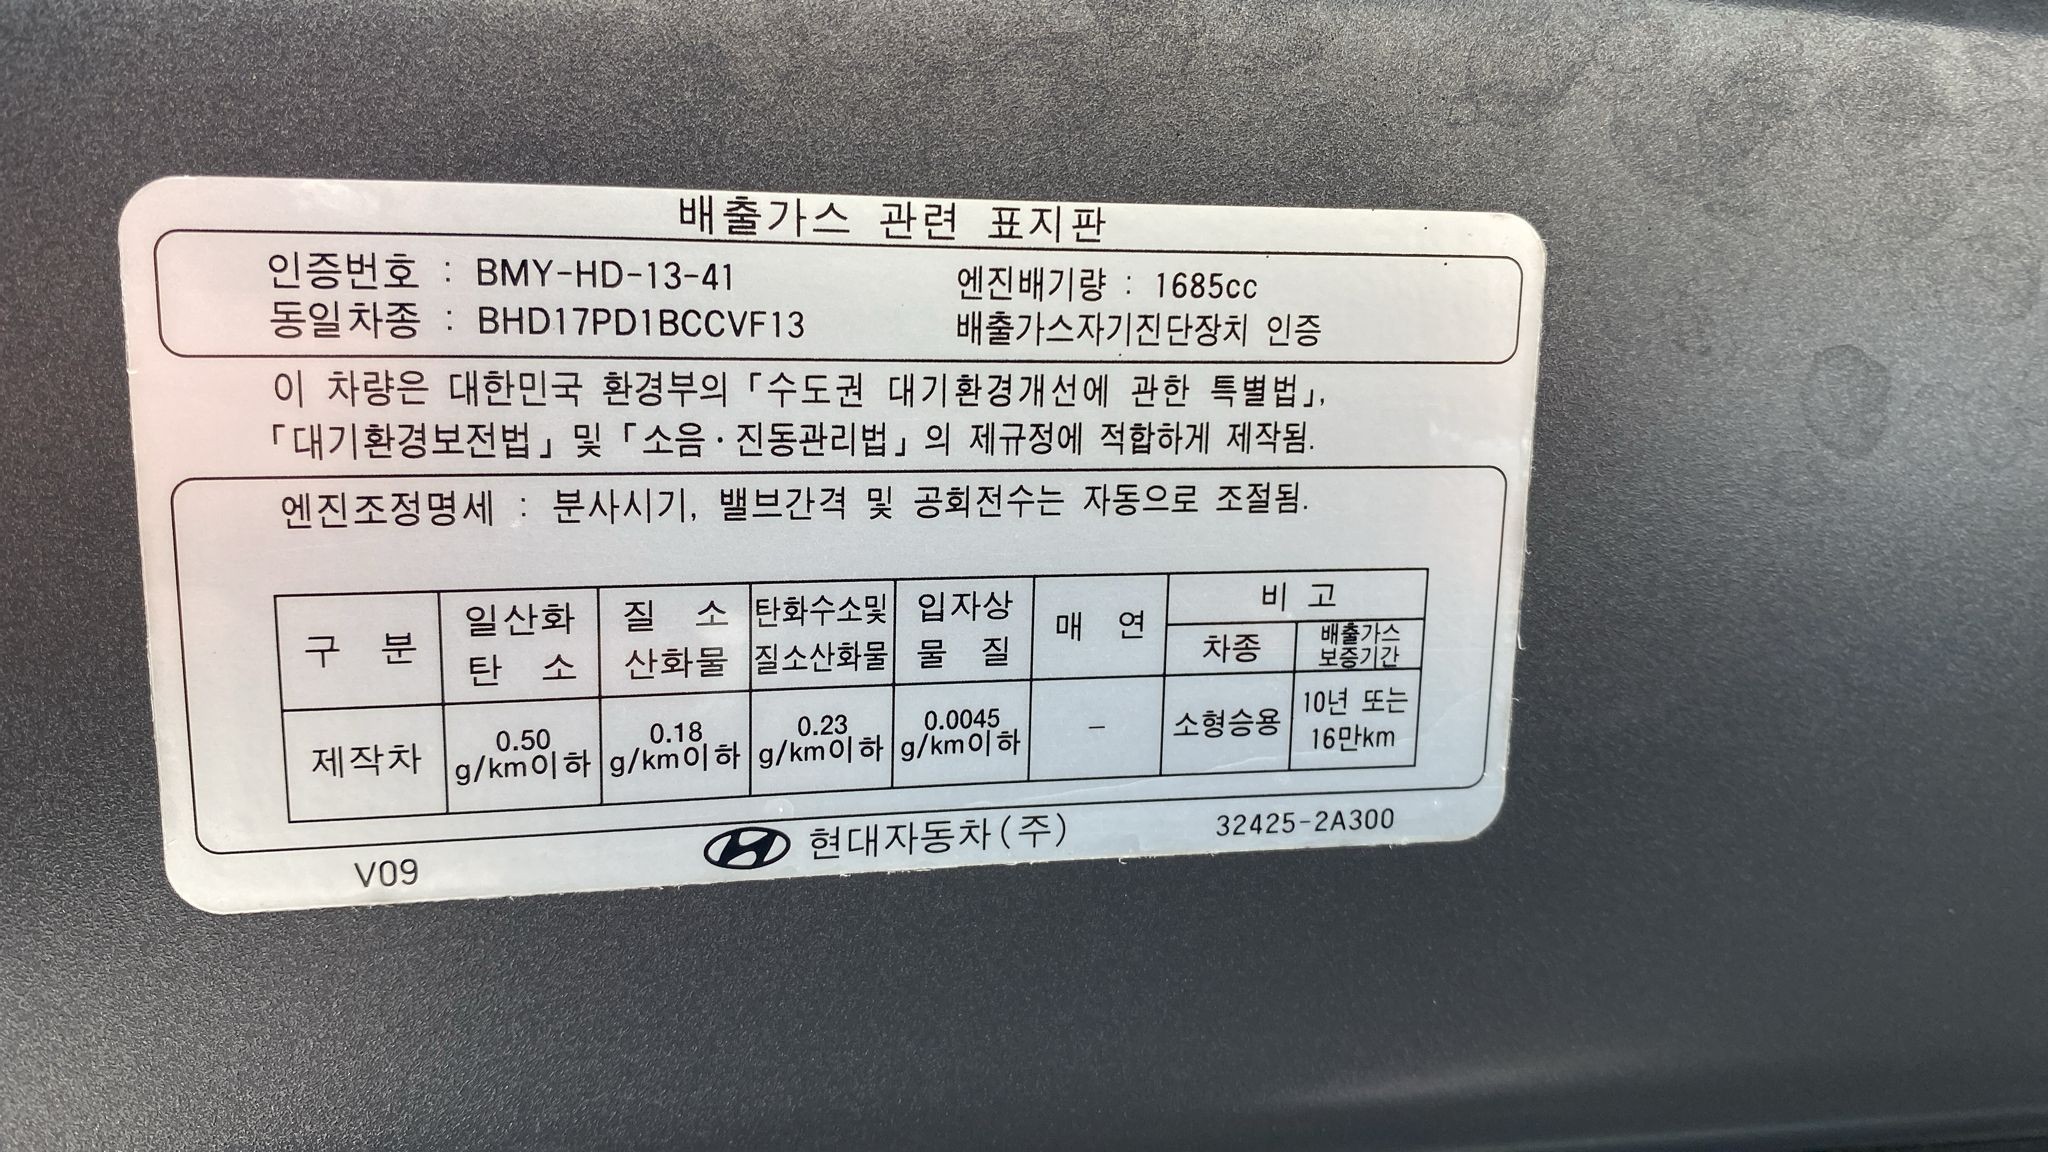 배출가스 관련 표지판
인증번호 : BMY-HD-13-41 엔진배기량 : 1685cc
동일차종 : BHD17PD1BCCVF13 배출가스자기진단장치 인증
이 차량은 대한민국 환경부의 「수도권 대기환경개선에 관한 특별법」,
「대기환경보전법」 및 「소음·진동관리법」의 제규정에 적합하게 제작됨.
엔진조정명세 : 분사시기, 밸브간격 및 공회전수는 자동으로 조절됨.
구 분
일산화
탄 소
질 소
산화물
탄화수소및
질소산화물
입자상
물 질
매 연
비 고
차종
배출가스
보증기간
제작차
0.50
g/km이하
0.18
g/km이하
0.23
g/km이하
0.0045
g/km이하
–
소형승용
10년 또는
16만km
V09
현대자동차(주)
32425-2A300